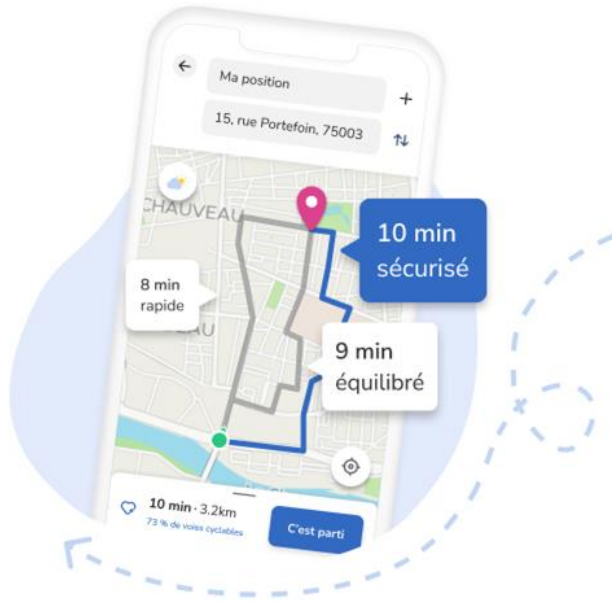 Ma position
15, rue Portefoin, 75003
CHAUVEAU
10 min
sécurisé
8 min
rapide
EAU
9 min
équilibré
10 min · 3.2km
73 % de voies cyclables
C'est parti